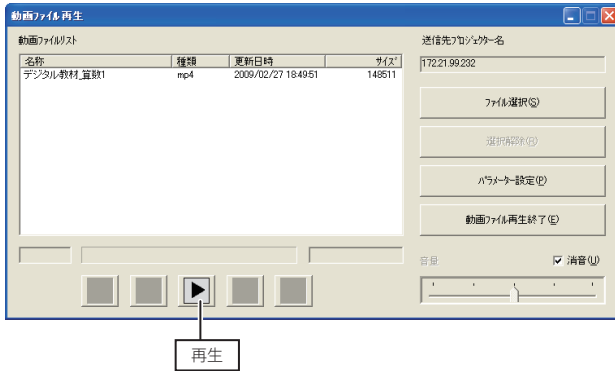 動画ファイル再生
動画ファイルリスト
名称 種類 更新日時 サイズ
デジタル教材_算数1 mp4 2009/02/27 18:49:51 148511
送信先プロジェクター名
172.21.99.232
ファイル選択(S)
選択解除(R)
パラメーター設定(P)
動画ファイル再生終了(E)
音量 消音(U)
再生